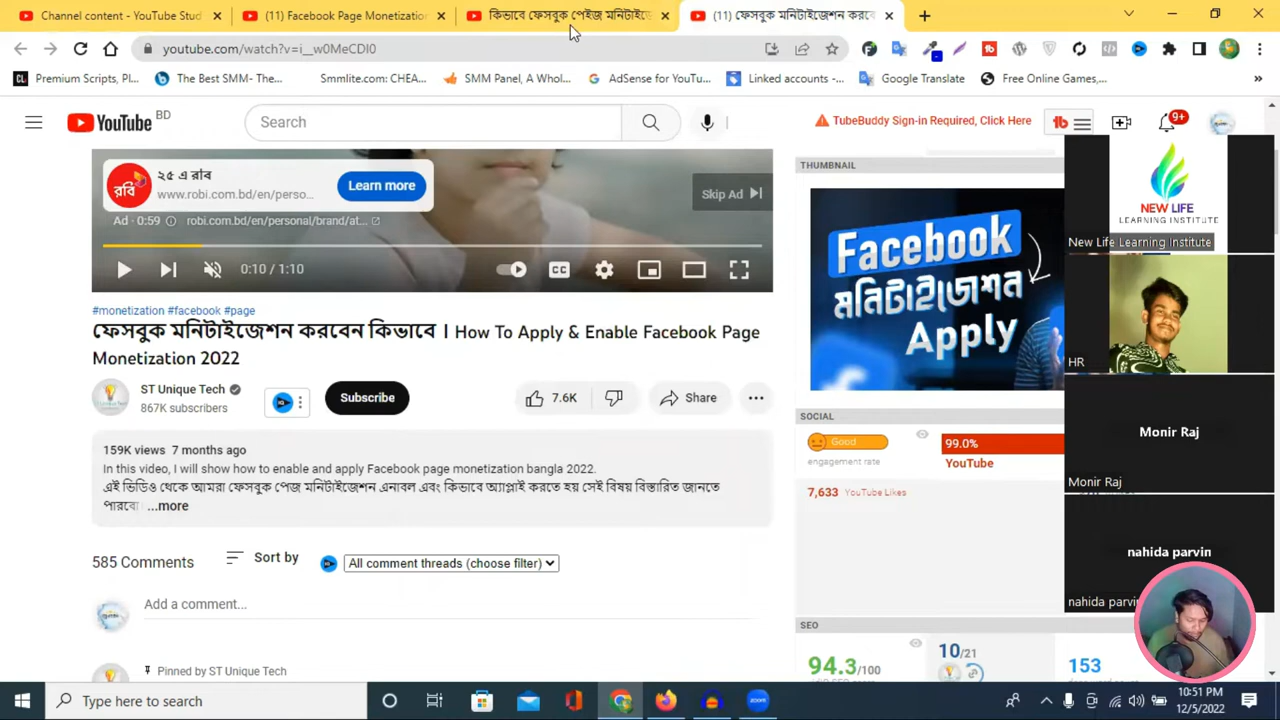 Channel content - YouTube Stud
(11) Facebook Page Monetization
কিভাবে ফেসবুক পেইজ মনিটাইজে
(11) ফেসবুক মনিটাইজেশন করবে
youtube.com/watch?v=i__w0MeCDI0
Premium Scripts, Pl...
The Best SMM- The...
Smmlite.com: CHEA...
SMM Panel, A Whol...
AdSense for YouTu...
Linked accounts -...
Google Translate
Free Online Games,...
YouTube BD
Search
TubeBuddy Sign-in Required, Click Here
9+
THUMBNAIL
২৫ এ রবি
www.robi.com.bd/en/perso...
Learn more
Skip Ad
Ad · 0:59
robi.com.bd/en/personal/brand/at...
0:10 / 1:10
CC
Facebook
মনিটাইজেশন
Apply
NEW LIFE
LEARNING INSTITUTE
New Life Learning Institute
HR
Monir Raj
Monir Raj
nahida parvin
nahida parvin
#monetization #facebook #page
ফেসবুক মনিটাইজেশন করবেন কিভাবে । How To Apply & Enable Facebook Page
Monetization 2022
ST Unique Tech
867K subscribers
Subscribe
7.6K
Share
SOCIAL
Good
engagement rate
99.0%
YouTube
7,633 YouTube Likes
159K views 7 months ago
In this video, I will show how to enable and apply Facebook page monetization bangla 2022.
এই ভিডিও থেকে আমরা ফেসবুক পেজ মনিটাইজেশন এনাবল এবং কিভাবে অ্যাপ্লাই করতে হয় সেই বিষয় বিস্তারিত জানতে
পারবো ...more
585 Comments
Sort by
All comment threads (choose filter)
Add a comment...
Pinned by ST Unique Tech
SEO
94.3/100
10/21
153
Type here to search
10:51 PM
12/5/2022